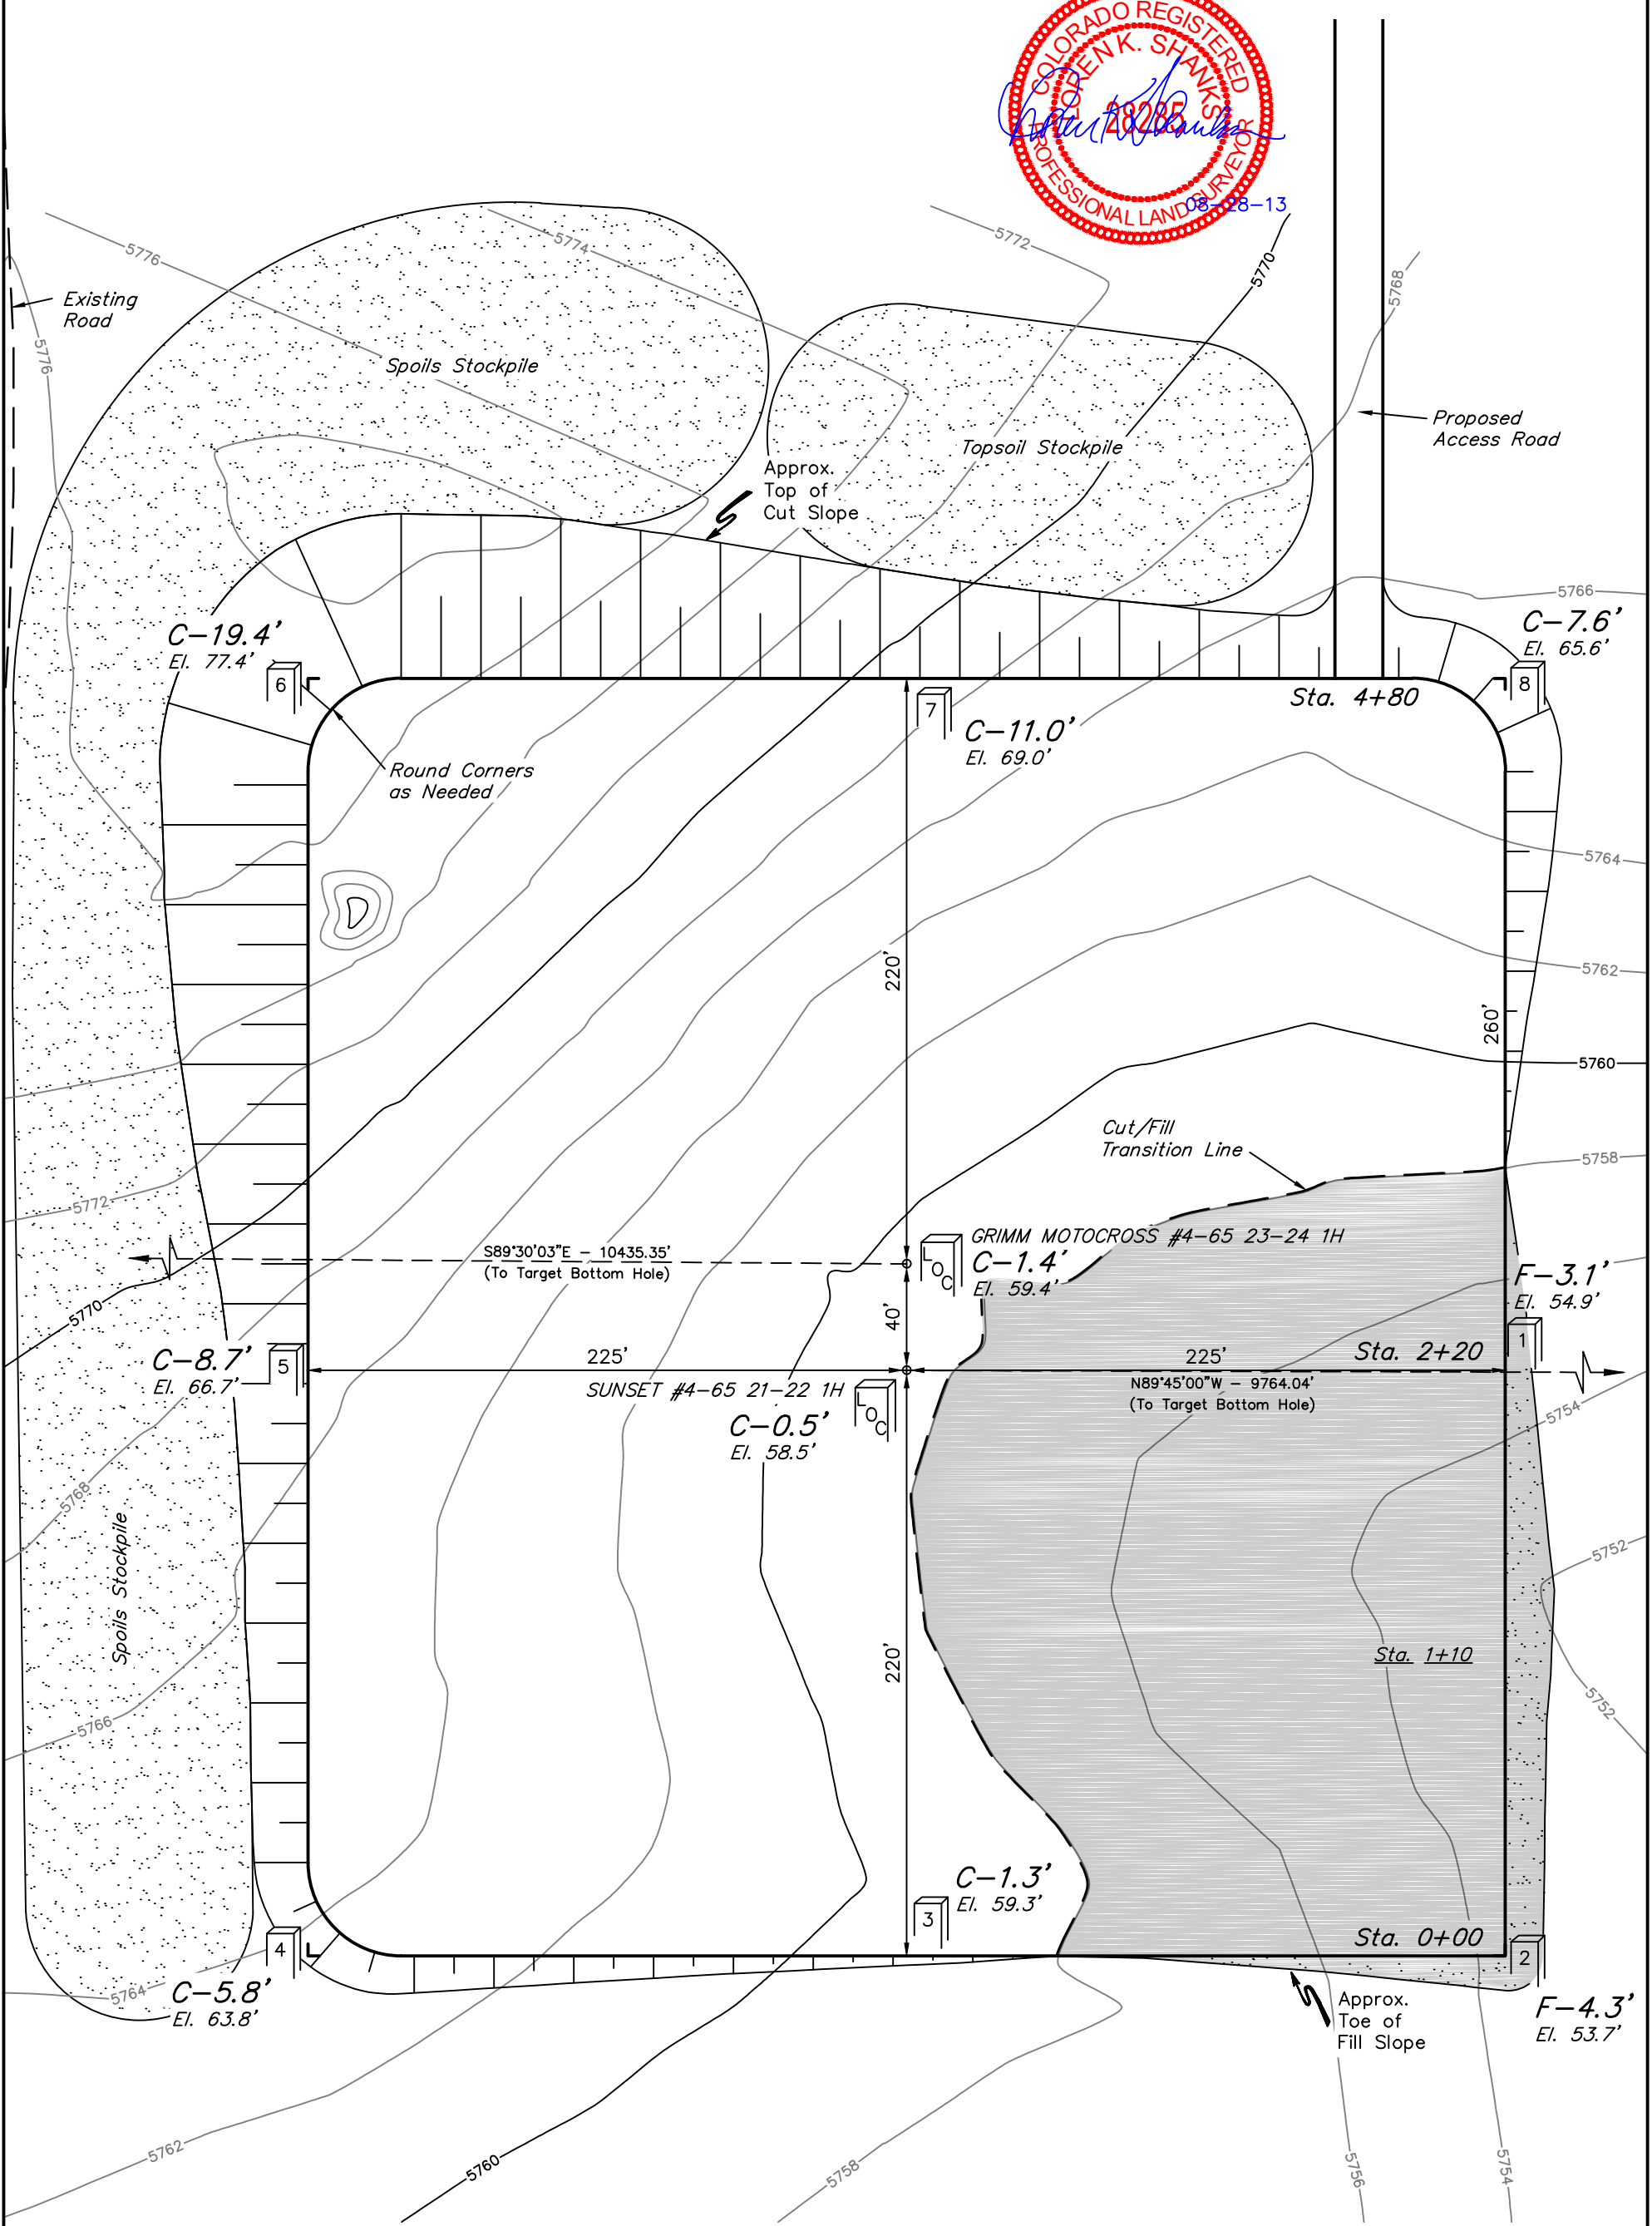 COLORADO REGISTERED
LOREN K. SHANKS
28285
PROFESSIONAL LAND SURVEYOR
08-28-13
5776
5774
5772
5770
5768
Existing
Road
5776
Spoils Stockpile
Topsoil Stockpile
Proposed
Access Road
Approx.
Top of
Cut Slope
5766
C-19.4'
El. 77.4'
6
C-7.6'
El. 65.6'
8
Sta. 4+80
7
C-11.0'
El. 69.0'
Round Corners
as Needed
5764
220'
5762
260'
5760
Cut/Fill
Transition Line
5758
5772
GRIMM MOTOCROSS #4-65 23-24 1H
S89°30'03"E - 10435.35'
(To Target Bottom Hole)
LOC
C-1.4'
El. 59.4'
F-3.1'
El. 54.9'
5770
40'
1
C-8.7'
El. 66.7'
5
225'
225'
Sta. 2+20
SUNSET #4-65 21-22 1H
LOC
N89°45'00"W - 9764.04'
(To Target Bottom Hole)
C-0.5'
El. 58.5'
5754
5768
Spoils Stockpile
5752
220'
Sta. 1+10
5752
5766
C-1.3'
El. 59.3'
3
Sta. 0+00
4
2
5764
C-5.8'
El. 63.8'
Approx.
Toe of
Fill Slope
F-4.3'
El. 53.7'
5762
5760
5758
5756
5754